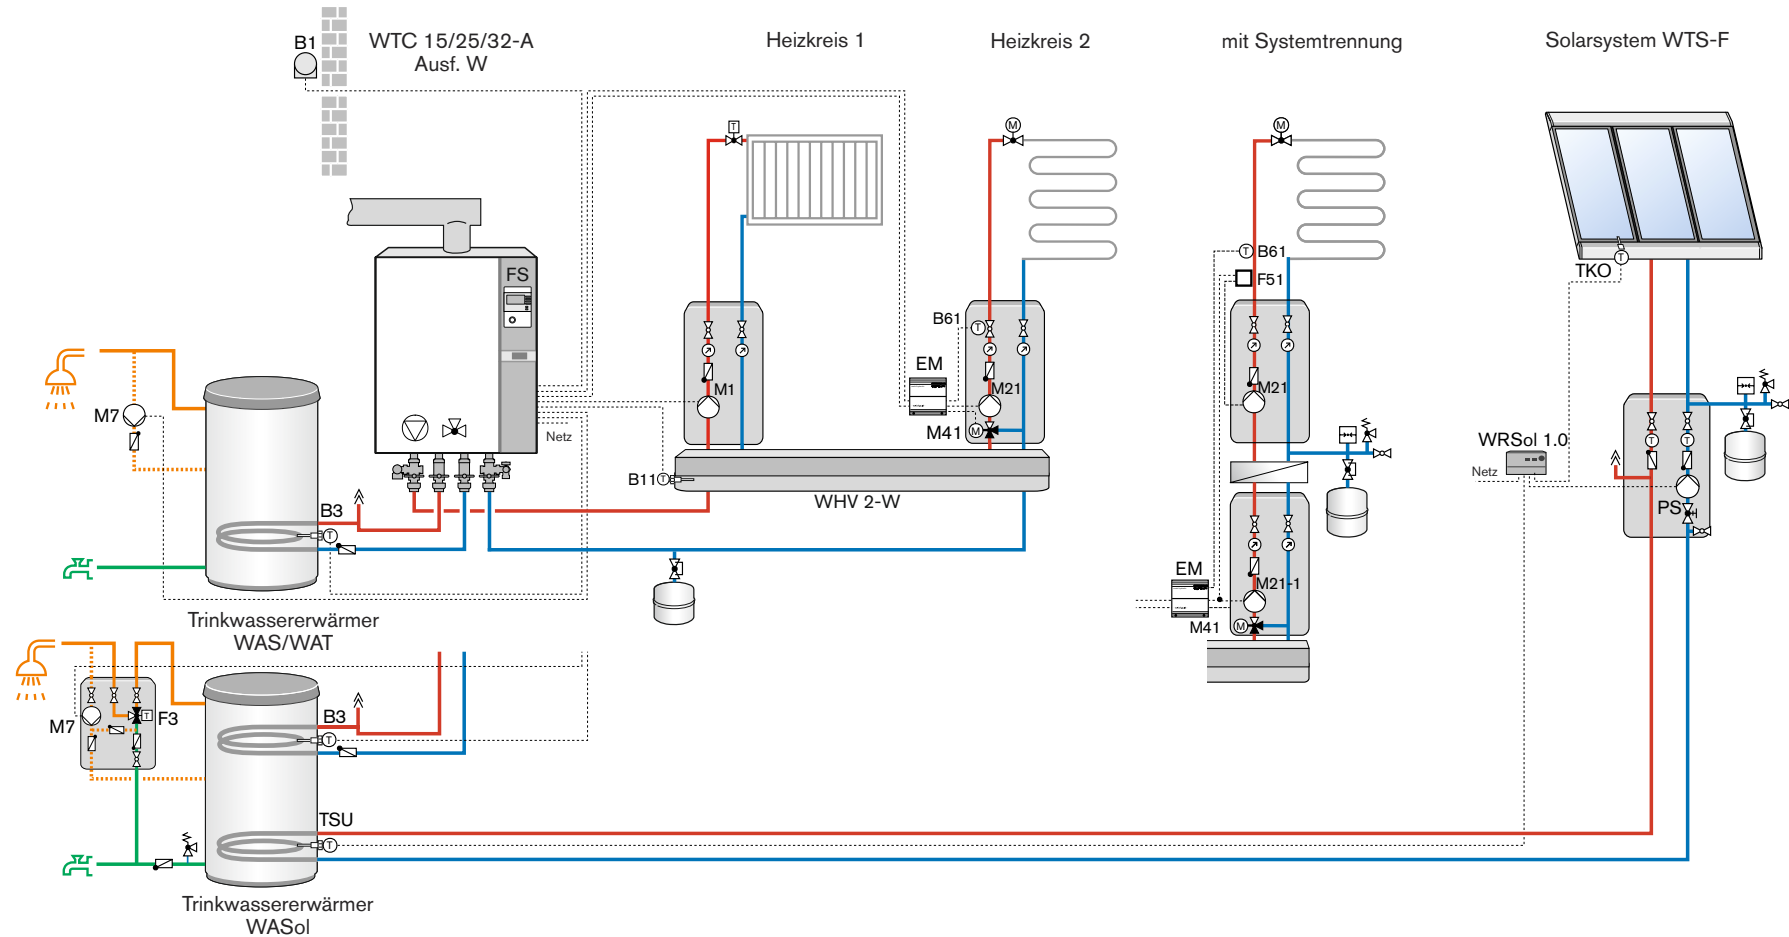 B1
WTC 15/25/32-A
Ausf. W
Heizkreis 1
Heizkreis 2
mit Systemtrennung
Solarsystem WTS-F
T
M
M
FS
B61
T
F51
TKO
T
B61
T
EM
M1
M21
M21
M7
M41
M
Netz
WRSol 1.0
Netz
T
T
B11
T
WHV 2-W
PS
B3
T
EM
M21-1
M41
M
Trinkwassererwärmer
WAS/WAT
M7
F3
T
B3
T
TSU
T
Trinkwassererwärmer
WASol